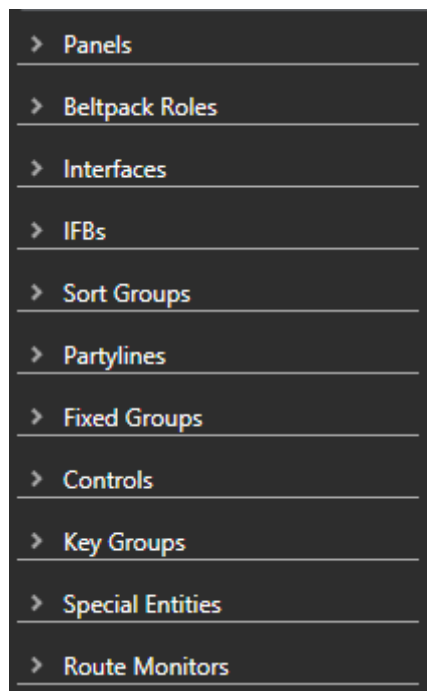 Panels
Beltpack Roles
Interfaces
IFBs
Sort Groups
Partylines
Fixed Groups
Controls
Key Groups
Special Entities
Route Monitors